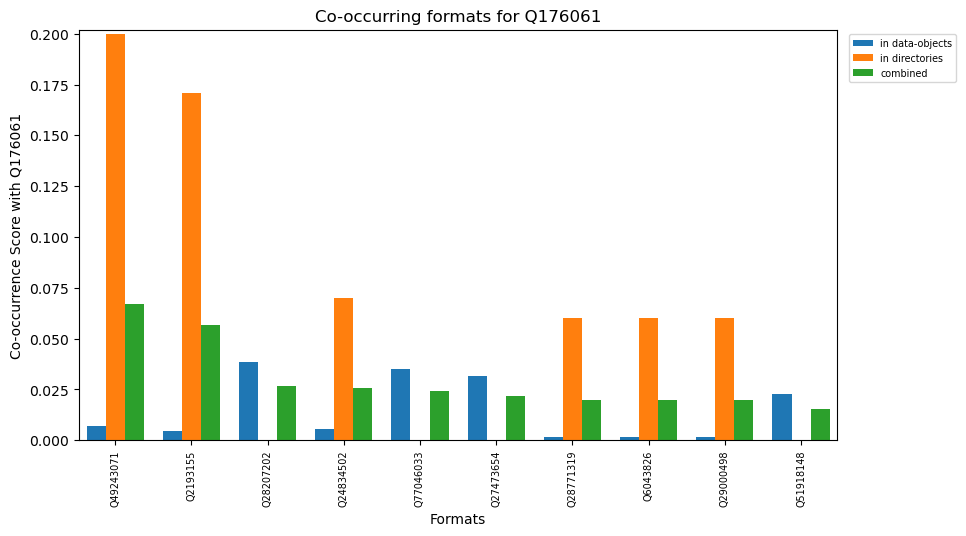 Co-occurring formats for Q176061
in data-objects
in directories
combined
Co-occurrence Score with Q176061
0.200
0.175
0.150
0.125
0.100
0.075
0.050
0.025
0.000
Q49243071
Q2193155
Q28207202
Q24834502
Q77046033
Q27473654
Q28771319
Q6043826
Q29000498
Q51918148
Formats